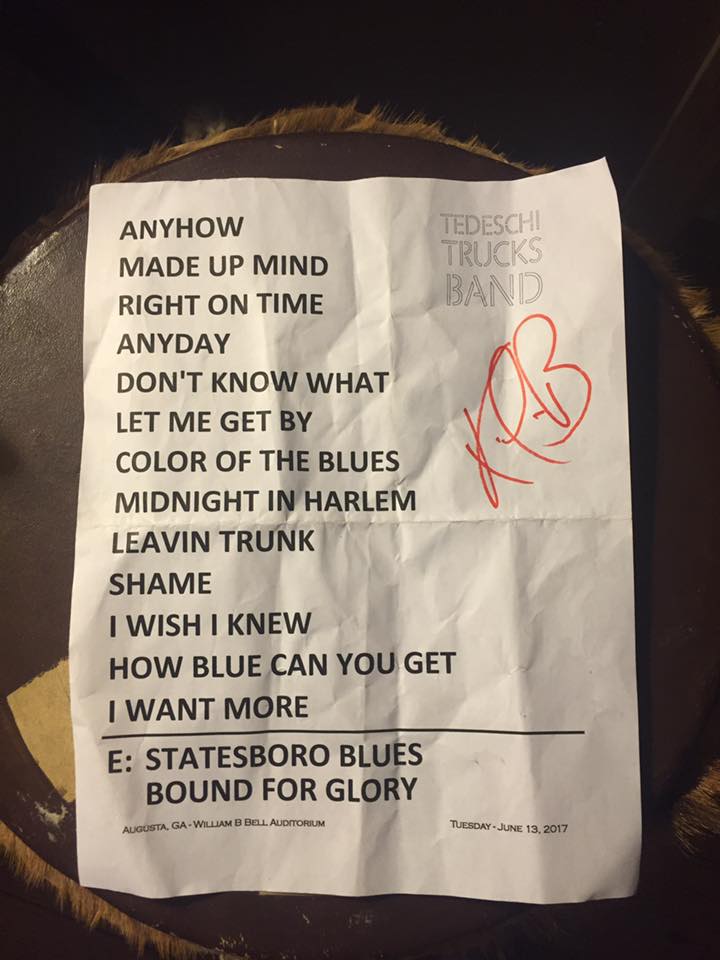 ANYHOW
MADE UP MIND
RIGHT ON TIME
ANYDAY
DON'T KNOW WHAT
LET ME GET BY
COLOR OF THE BLUES
MIDNIGHT IN HARLEM
LEAVIN TRUNK
SHAME
I WISH I KNEW
HOW BLUE CAN YOU GET
I WANT MORE
E: STATESBORO BLUES
BOUND FOR GLORY
AUGUSTA, GA - WILLIAM B BELL AUDITORIUM
TUESDAY - JUNE 13, 2017
TEDESCHI
TRUCKS
BAND